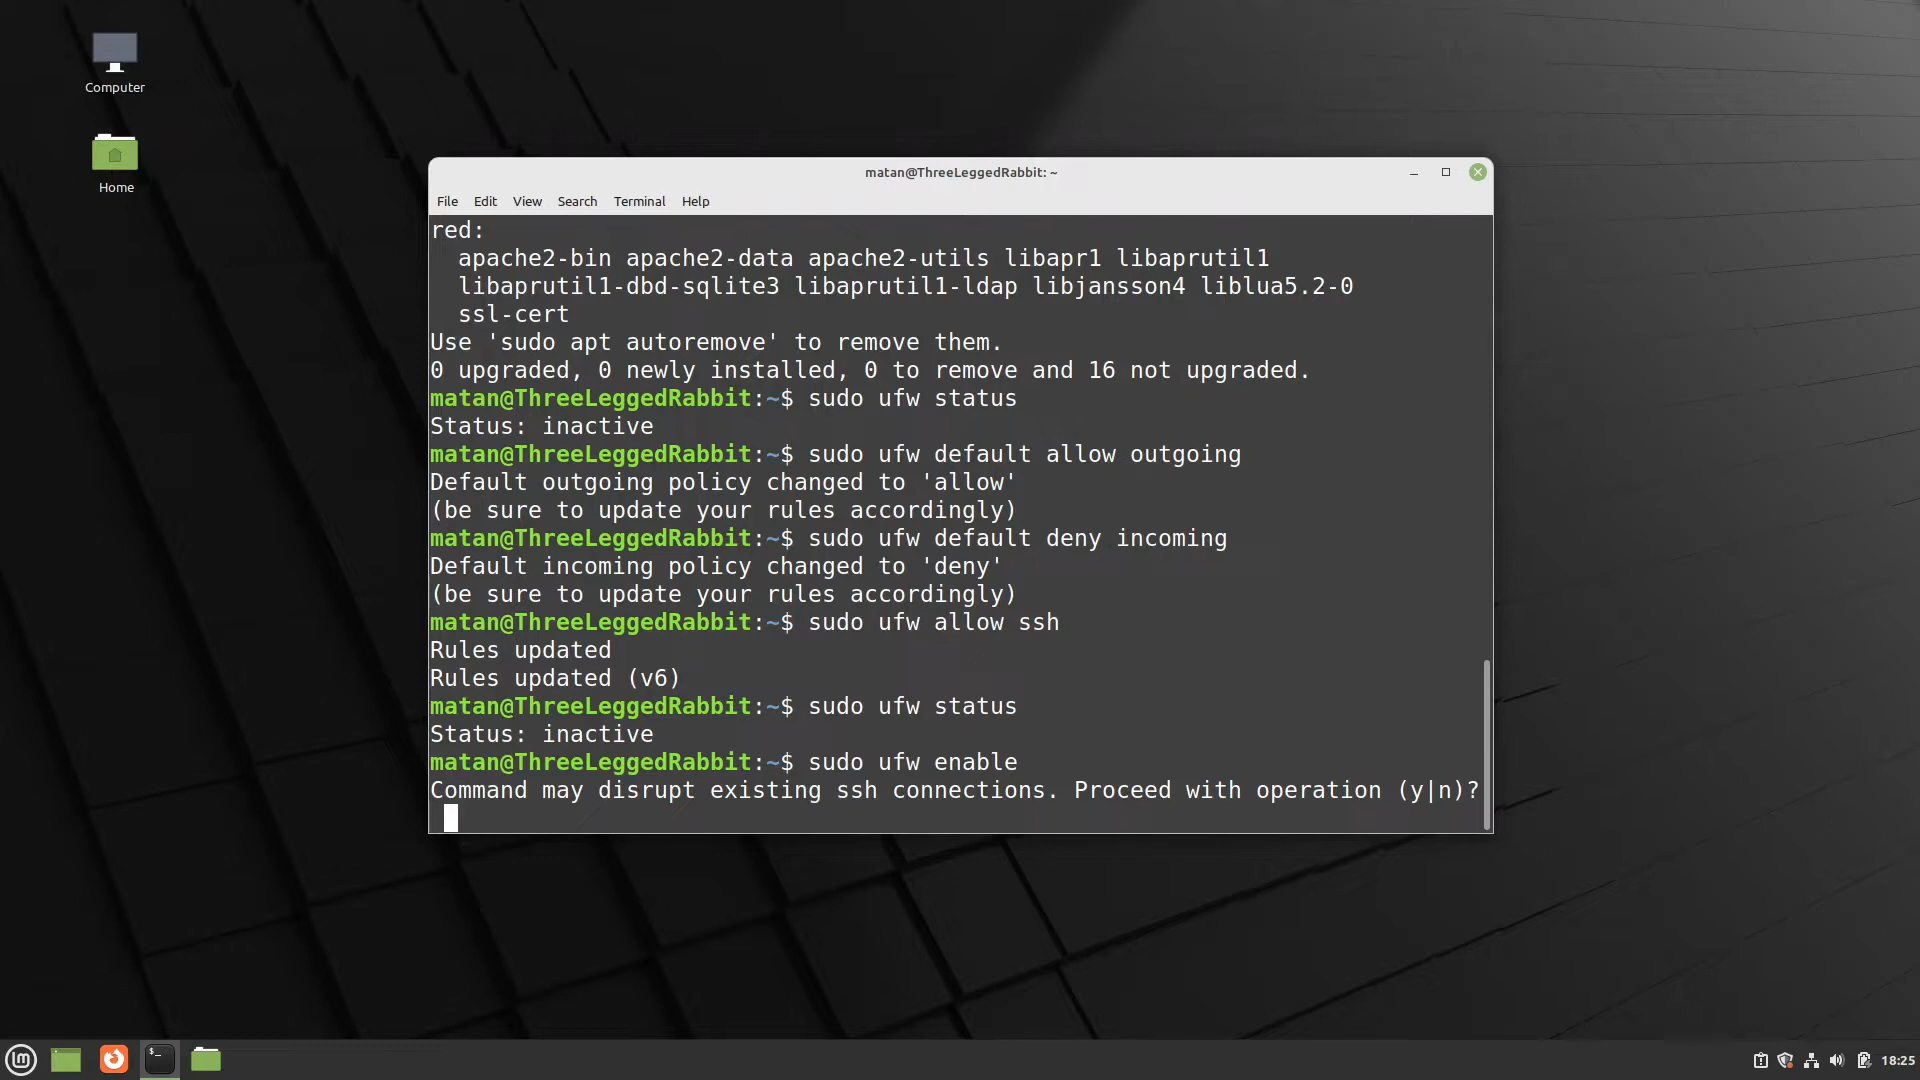 Computer
Home
matan@ThreeLeggedRabbit: ~
File Edit View Search Terminal Help
red:
  apache2-bin apache2-data apache2-utils libapr1 libaprutil1
  libaprutil1-dbd-sqlite3 libaprutil1-ldap libjansson4 liblua5.2-0
  ssl-cert
Use 'sudo apt autoremove' to remove them.
0 upgraded, 0 newly installed, 0 to remove and 16 not upgraded.
matan@ThreeLeggedRabbit:~$ sudo ufw status
Status: inactive
matan@ThreeLeggedRabbit:~$ sudo ufw default allow outgoing
Default outgoing policy changed to 'allow'
(be sure to update your rules accordingly)
matan@ThreeLeggedRabbit:~$ sudo ufw default deny incoming
Default incoming policy changed to 'deny'
(be sure to update your rules accordingly)
matan@ThreeLeggedRabbit:~$ sudo ufw allow ssh
Rules updated
Rules updated (v6)
matan@ThreeLeggedRabbit:~$ sudo ufw status
Status: inactive
matan@ThreeLeggedRabbit:~$ sudo ufw enable
Command may disrupt existing ssh connections. Proceed with operation (y|n)?
$_
18:25